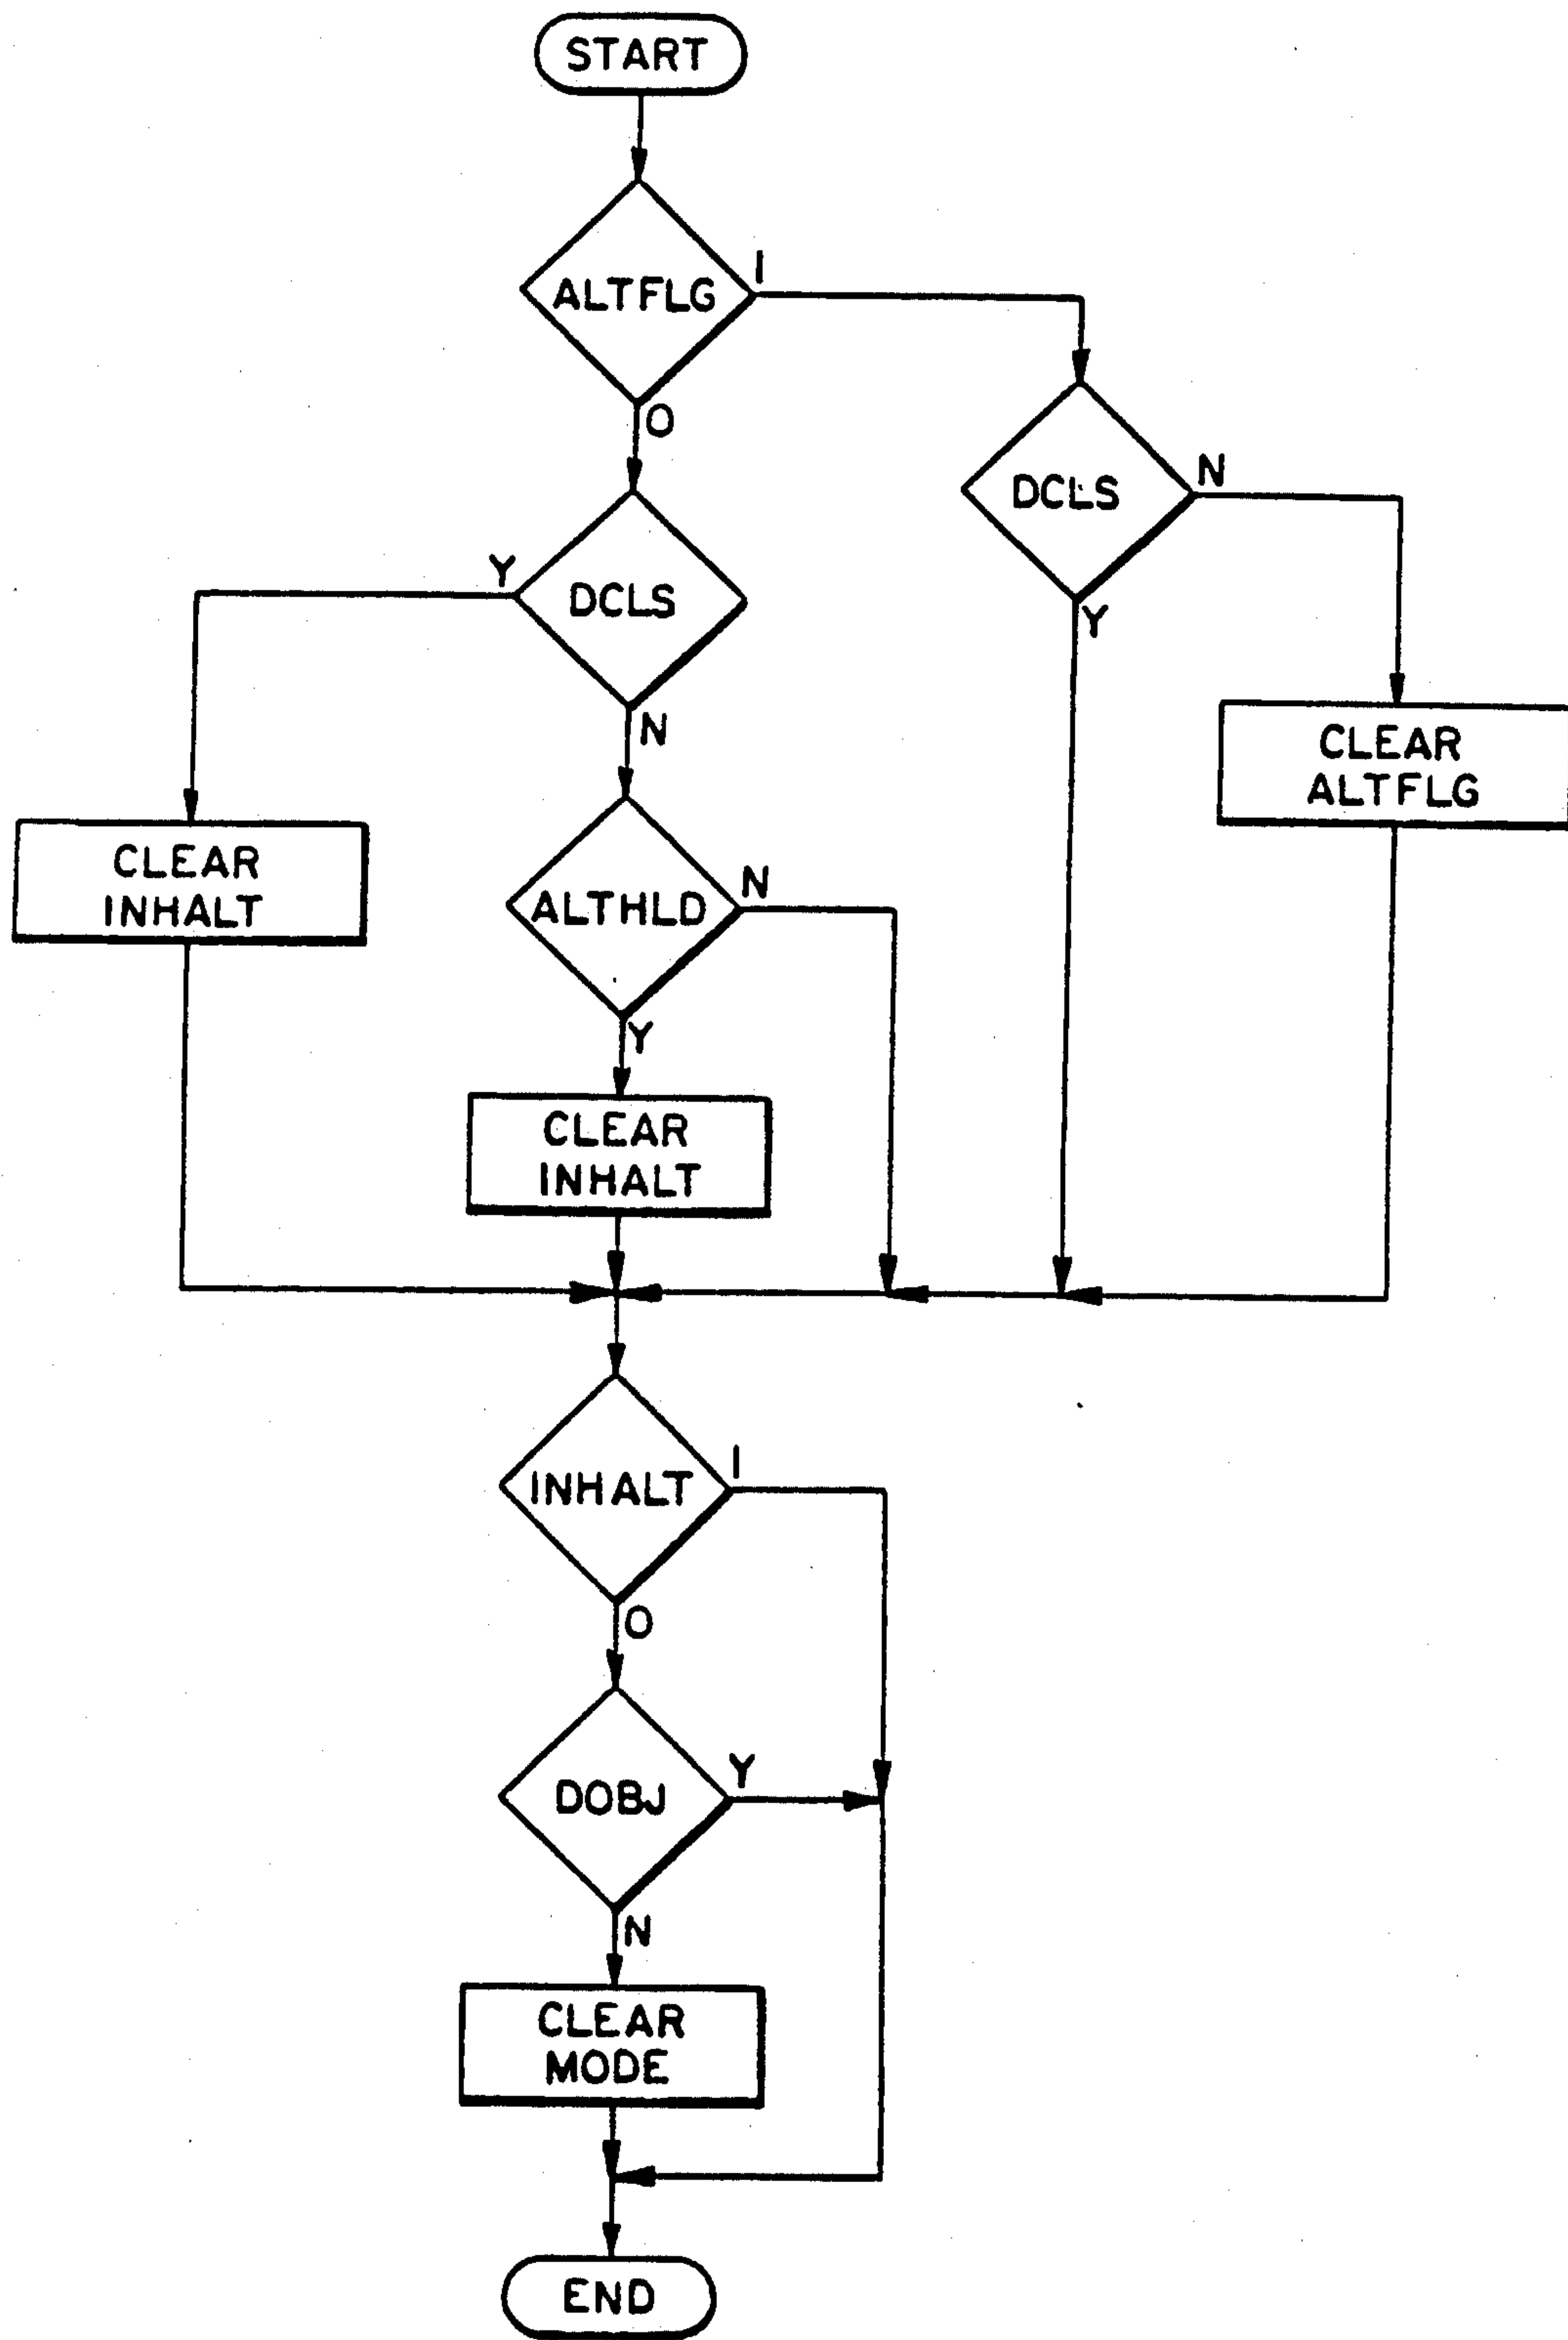 START
ALTFLG
I
O
DCLS
N
Y
DCLS
Y
N
CLEAR
ALTFLG
CLEAR
INHALT
ALTHLD
N
Y
CLEAR
INHALT
INHALT
I
O
DOBJ
Y
N
CLEAR
MODE
END